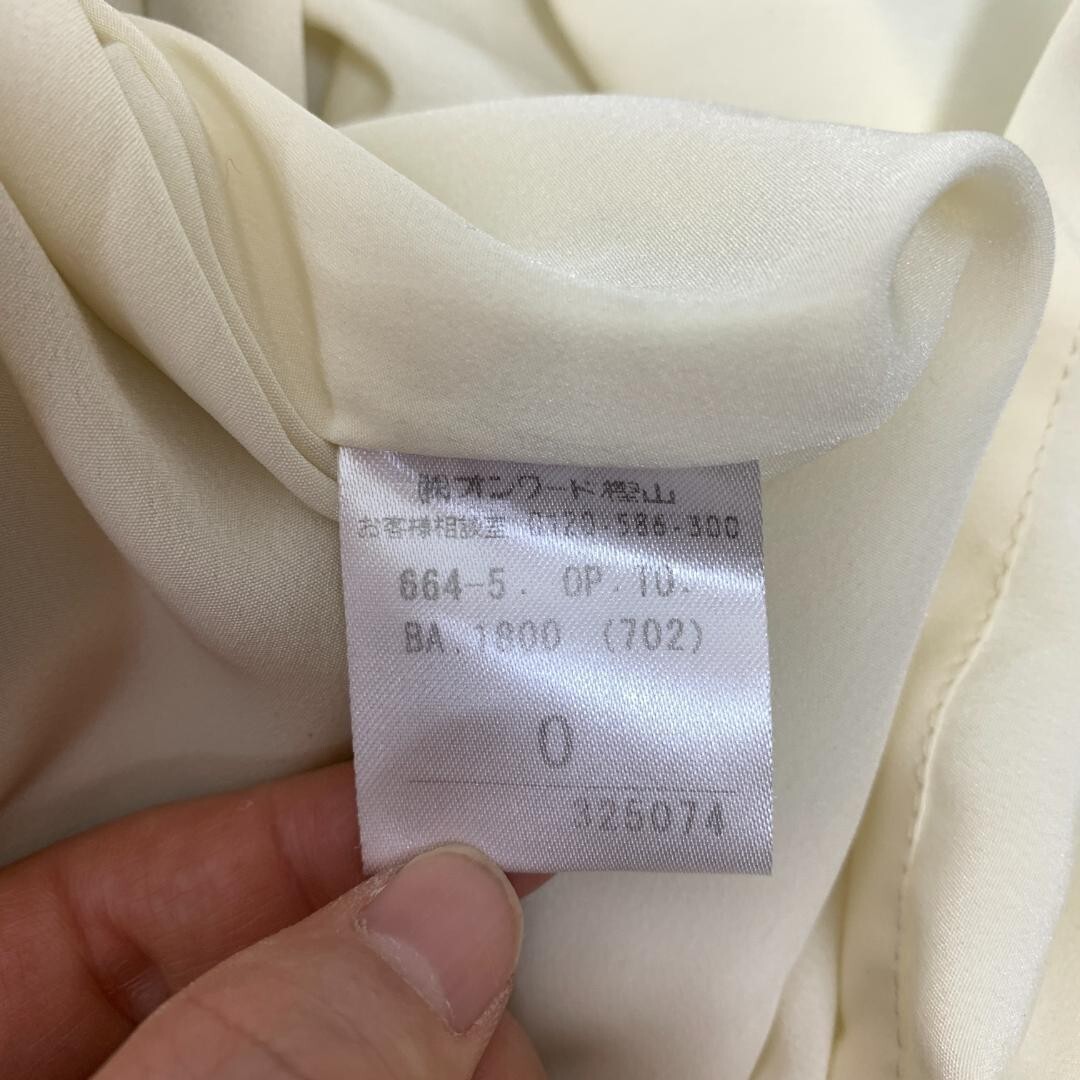 ㈱オンワード樫山
お客様相談室 0120-586-300
664-5. OP.10.
BA.1800 (702)
0
325074